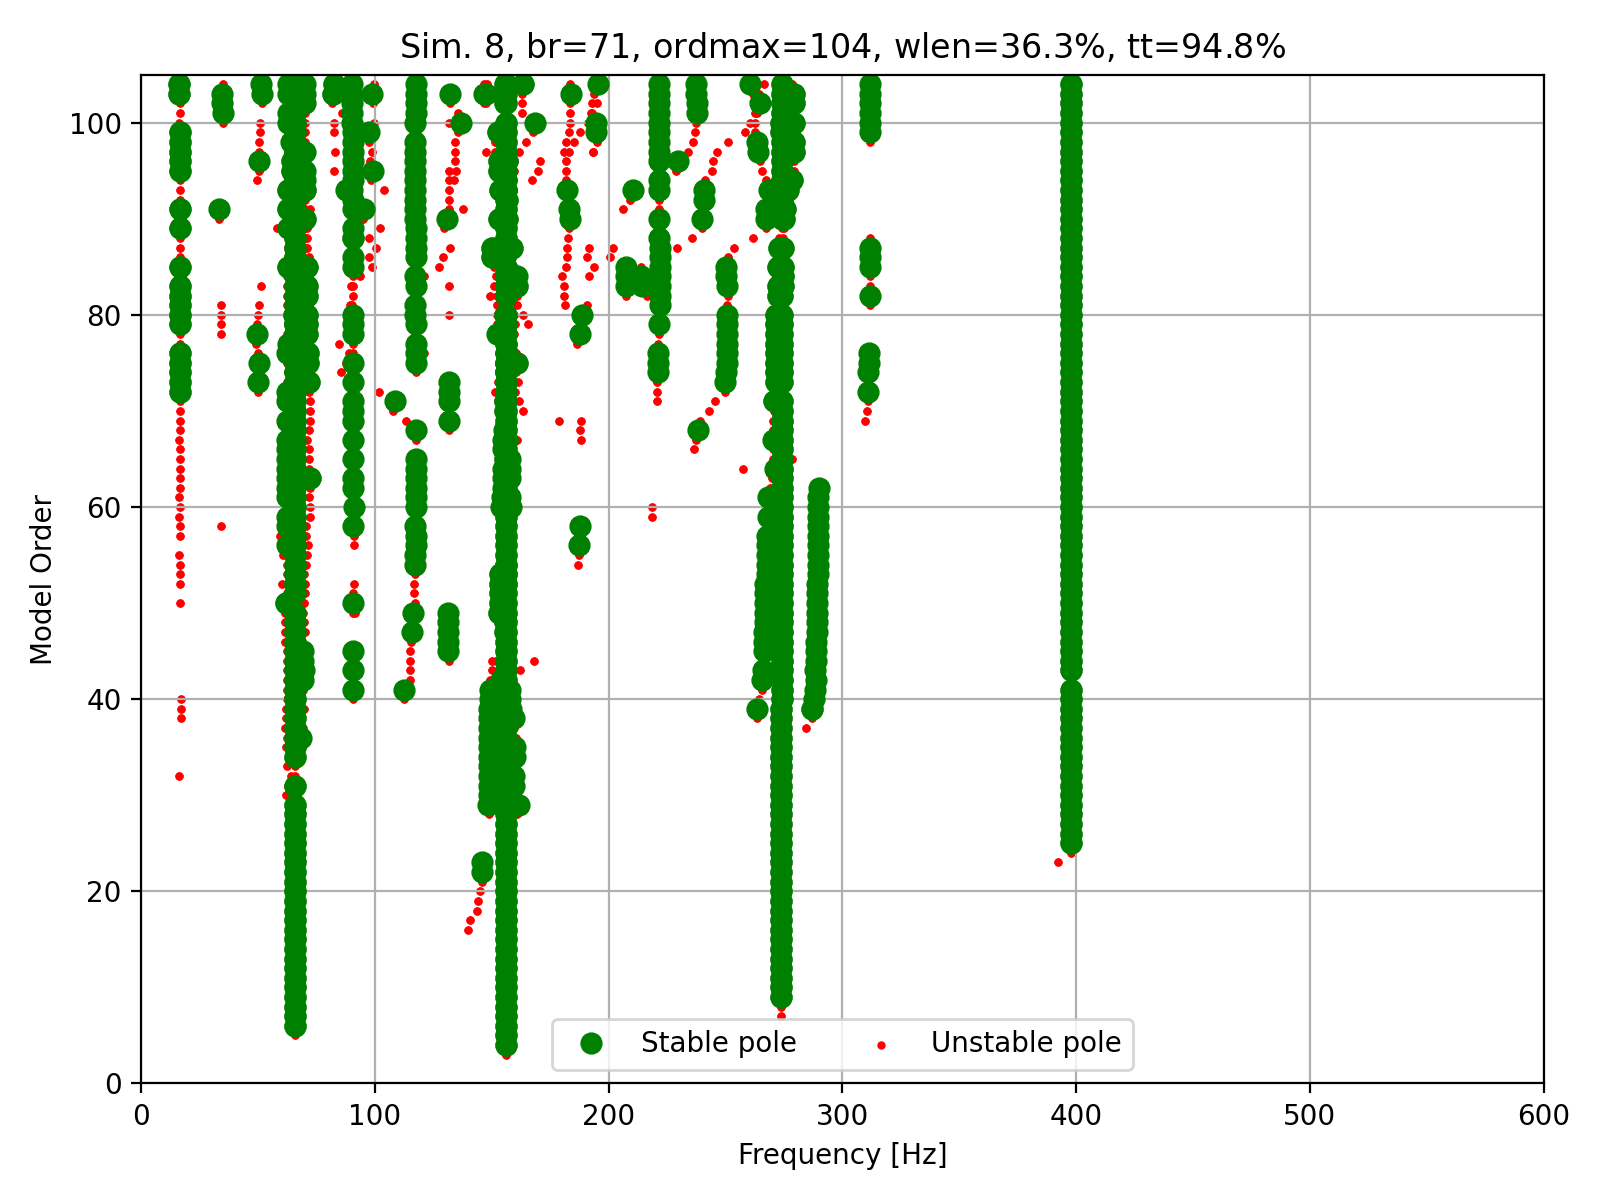 Sim. 8, br=71, ordmax=104, wlen=36.3%, tt=94.8%
100
80
60
40
20
0
Model Order
Stable pole
Unstable pole
0
100
200
300
400
500
600
Frequency [Hz]